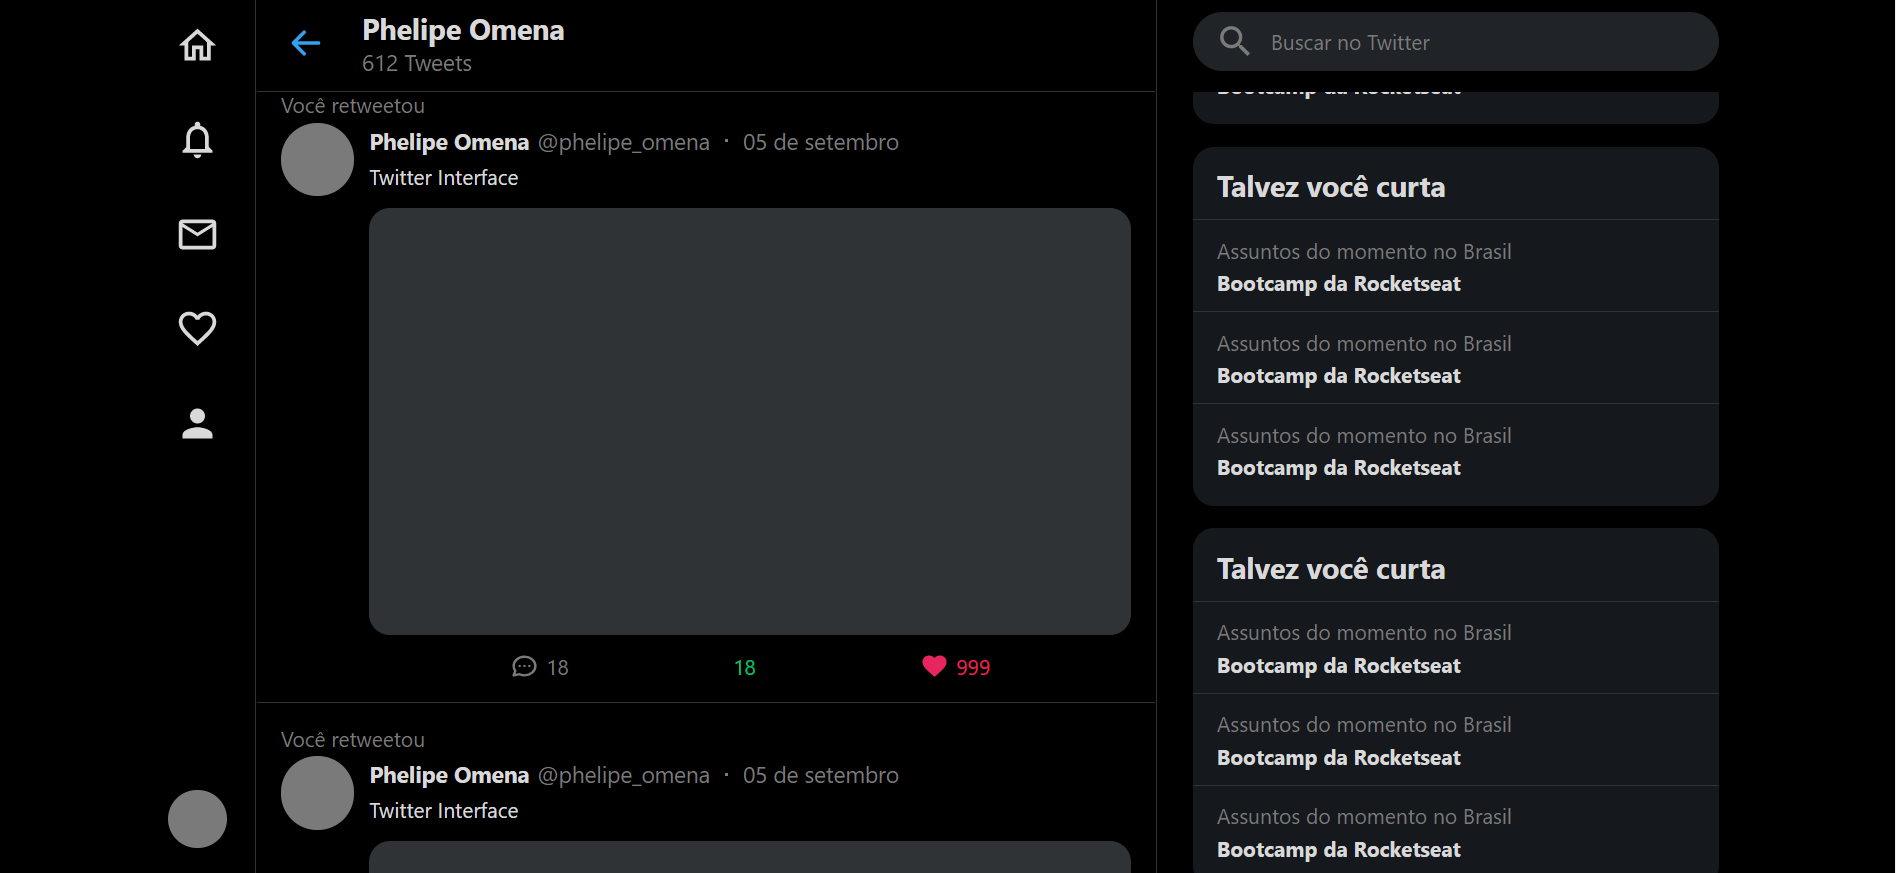 Phelipe Omena
612 Tweets
Você retweetou
Phelipe Omena @phelipe_omena · 05 de setembro
Twitter Interface
18 18 999
Você retweetou
Phelipe Omena @phelipe_omena · 05 de setembro
Twitter Interface
Buscar no Twitter
Bootcamp da Rocketseat
Talvez você curta
Assuntos do momento no Brasil
Bootcamp da Rocketseat
Assuntos do momento no Brasil
Bootcamp da Rocketseat
Assuntos do momento no Brasil
Bootcamp da Rocketseat
Talvez você curta
Assuntos do momento no Brasil
Bootcamp da Rocketseat
Assuntos do momento no Brasil
Bootcamp da Rocketseat
Assuntos do momento no Brasil
Bootcamp da Rocketseat